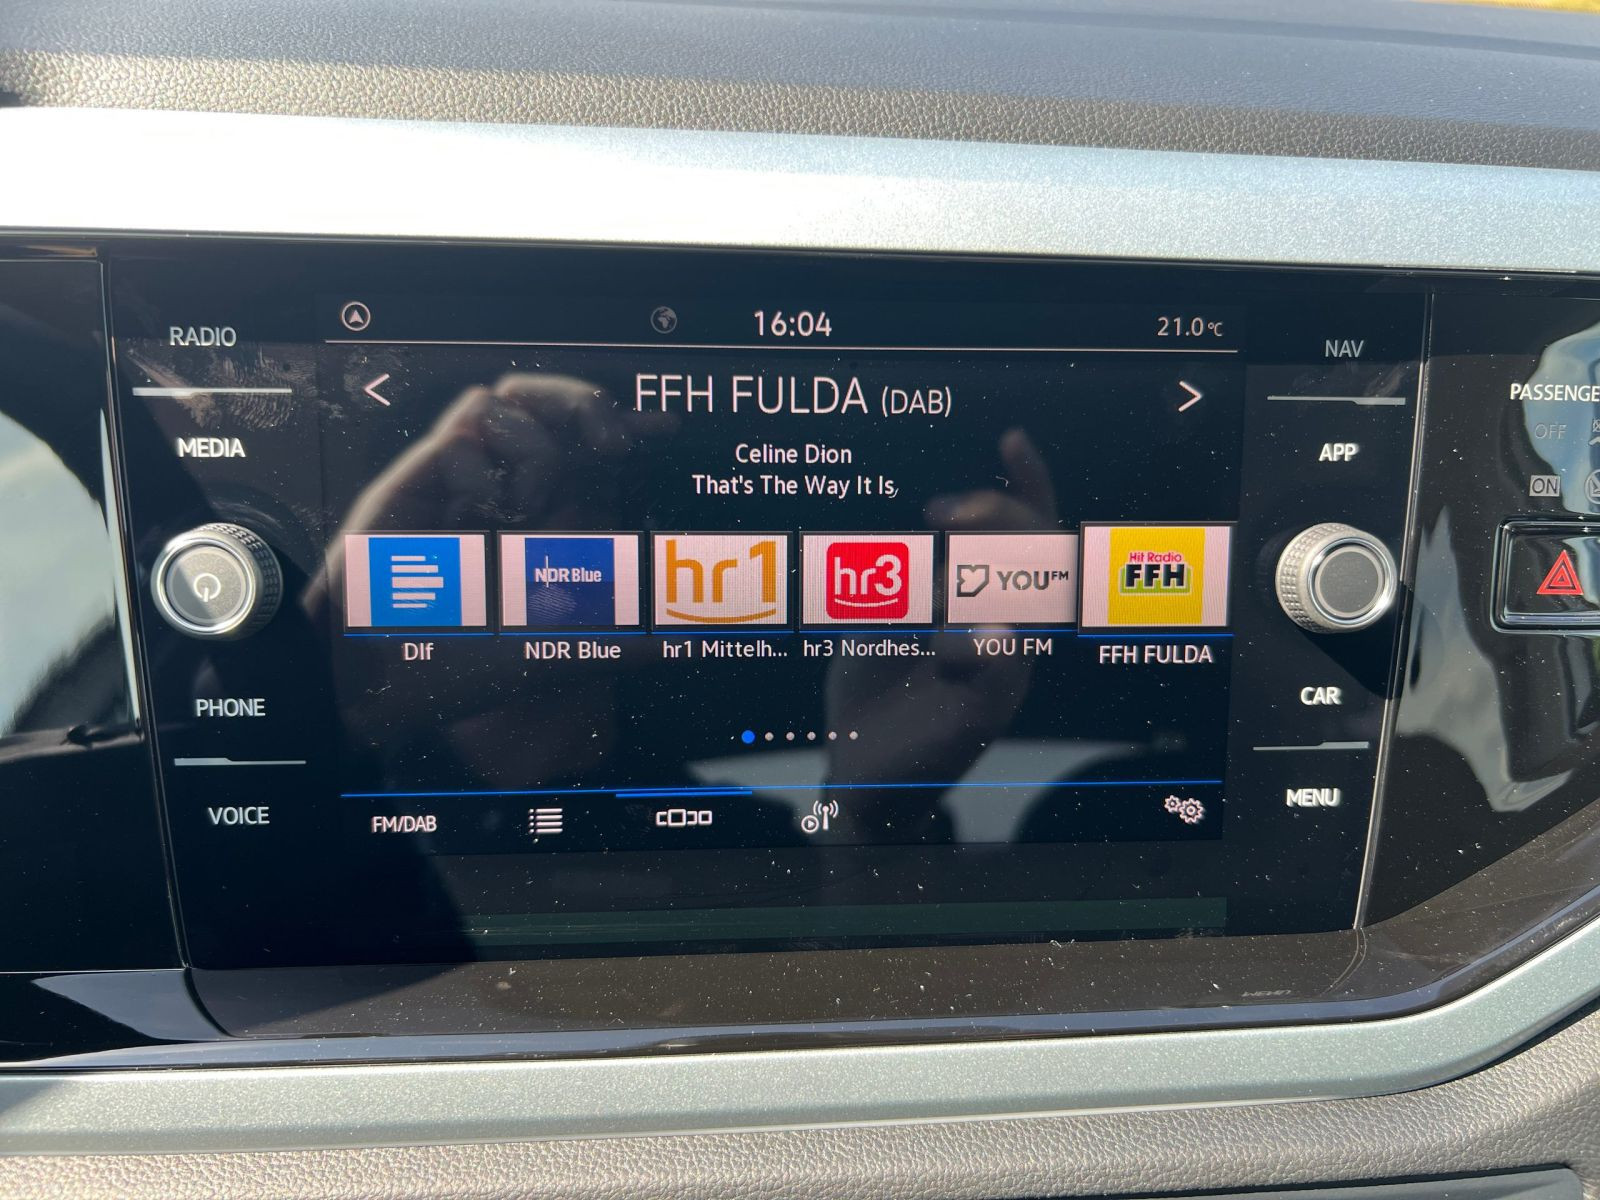 RADIO
MEDIA
PHONE
VOICE
16:04
21.0°C
FFH FULDA (DAB)
Celine Dion
That's The Way It Is,
NDR Blue
hr1
hr3
YOU FM
Hit Radio
FFH
Dlf
NDR Blue
hr1 Mittelh...
hr3 Nordhes...
YOU FM
FFH FULDA
FM/DAB
NAV
APP
CAR
MENU
PASSENGE
OFF
ON